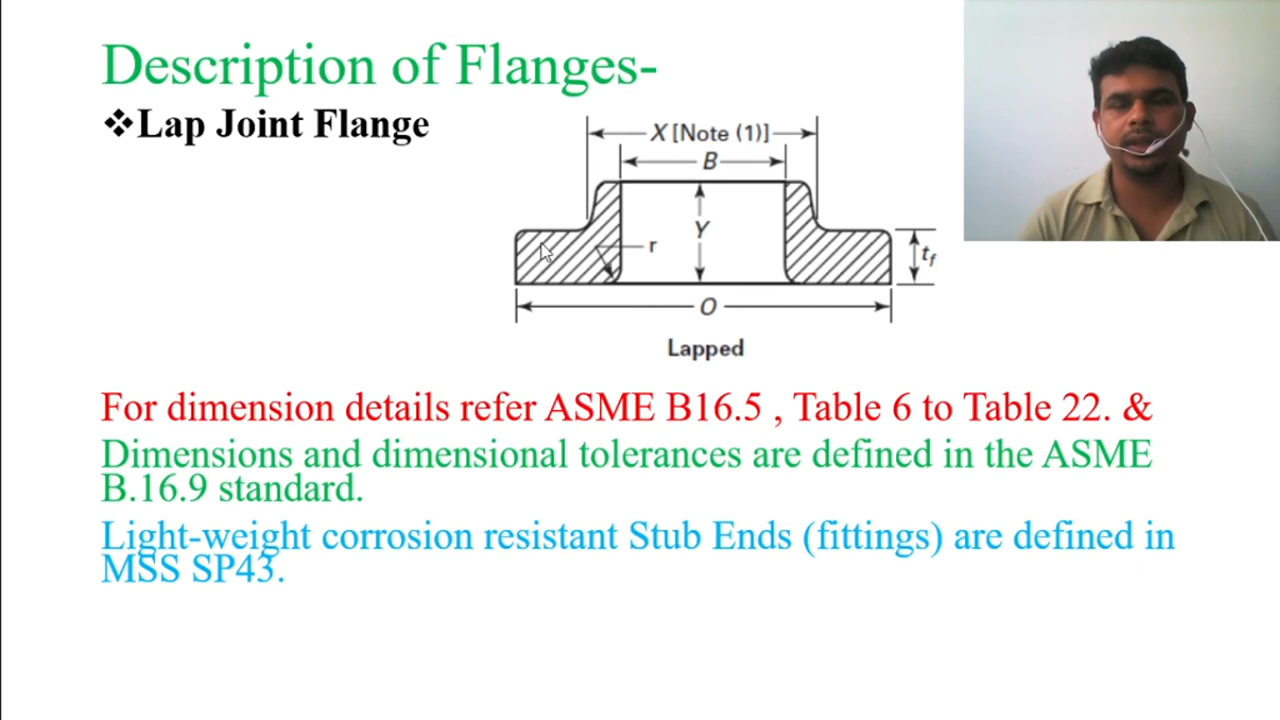 Description of Flanges-
❖Lap Joint Flange
X [Note (1)]
B
Y
r
tf
O
Lapped
For dimension details refer ASME B16.5 , Table 6 to Table 22. &
Dimensions and dimensional tolerances are defined in the ASME
B.16.9 standard.
Light-weight corrosion resistant Stub Ends (fittings) are defined in
MSS SP43.